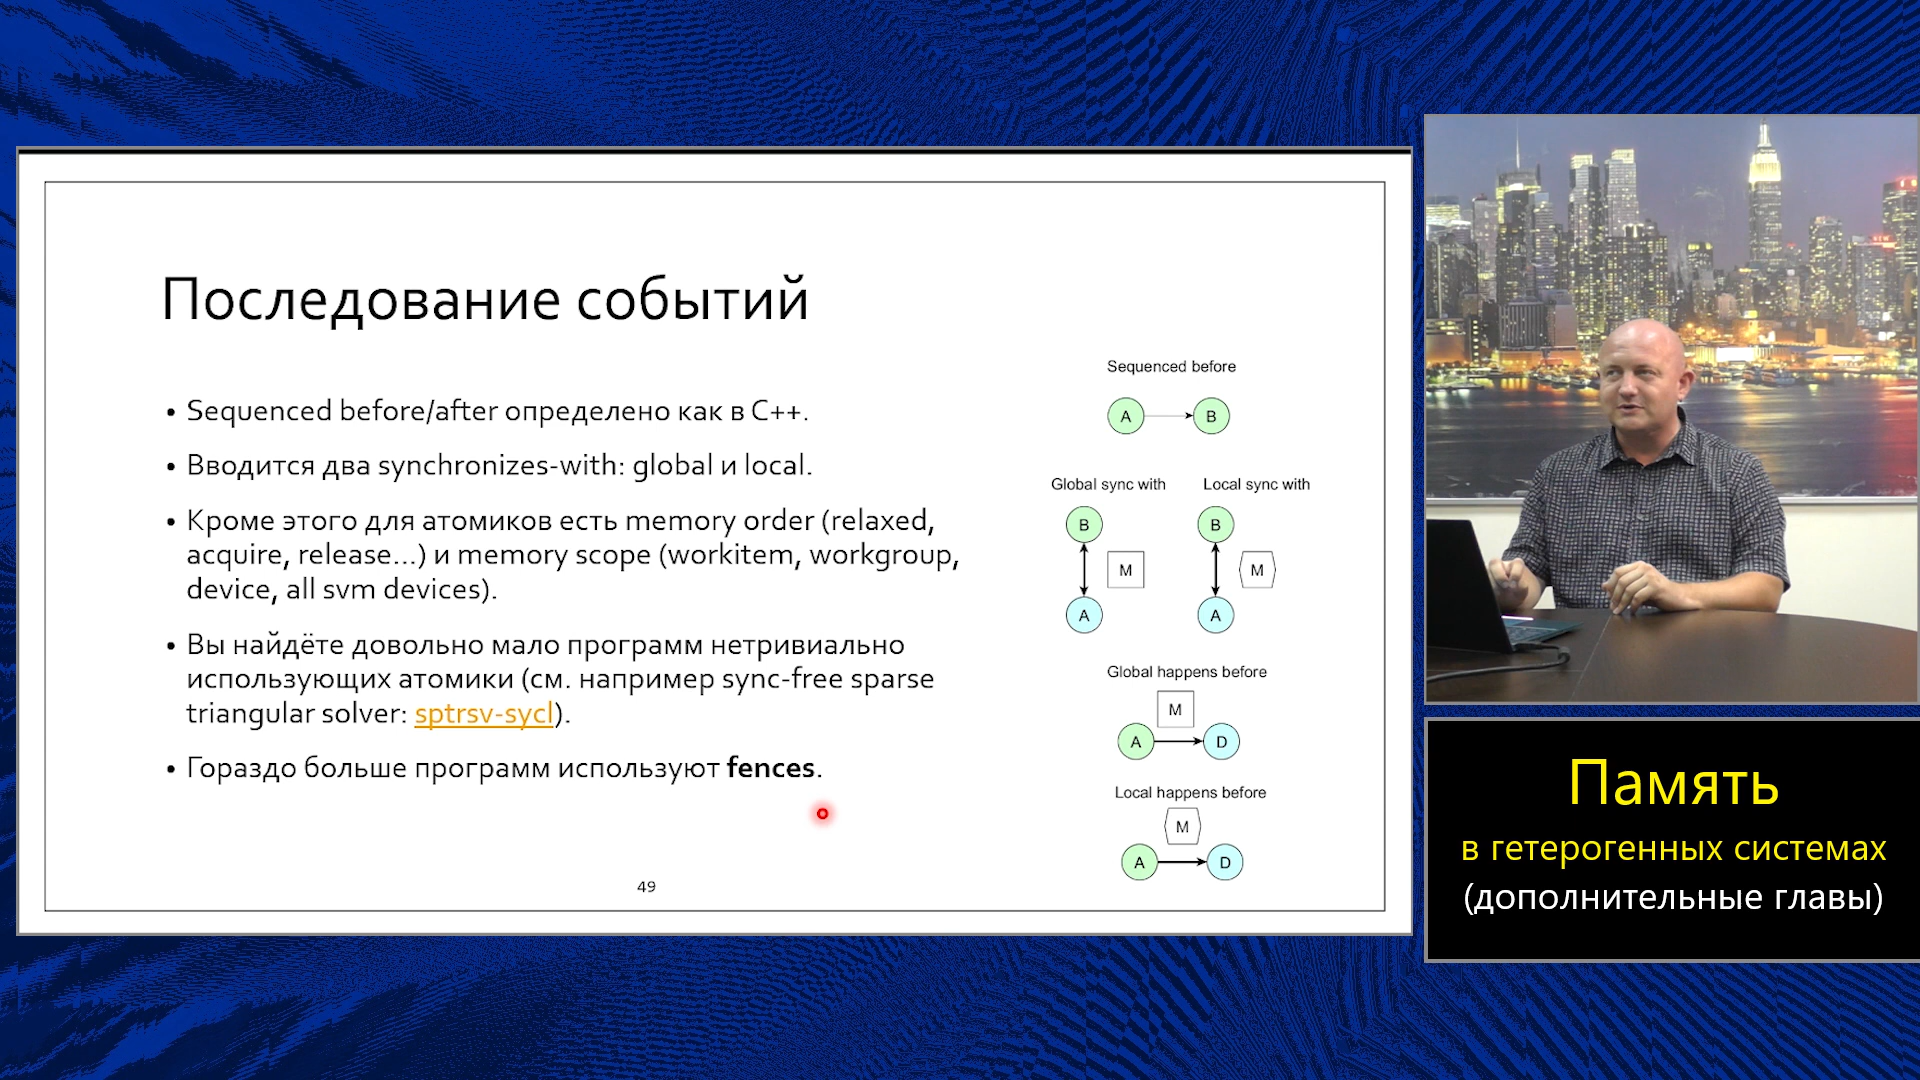 Последование событий
• Sequenced before/after определено как в C++.
• Вводится два synchronizes-with: global и local.
• Кроме этого для атомиков есть memory order (relaxed,
acquire, release...) и memory scope (workitem, workgroup,
device, all svm devices).
• Вы найдёте довольно мало программ нетривиально
использующих атомики (см. например sync-free sparse
triangular solver: sptrsv-sycl).
• Гораздо больше программ используют fences.
49
Sequenced before
A B
Global sync with Local sync with
B B
M M
A A
Global happens before
M
A D
Local happens before
M
A D
Память
в гетерогенных системах
(дополнительные главы)